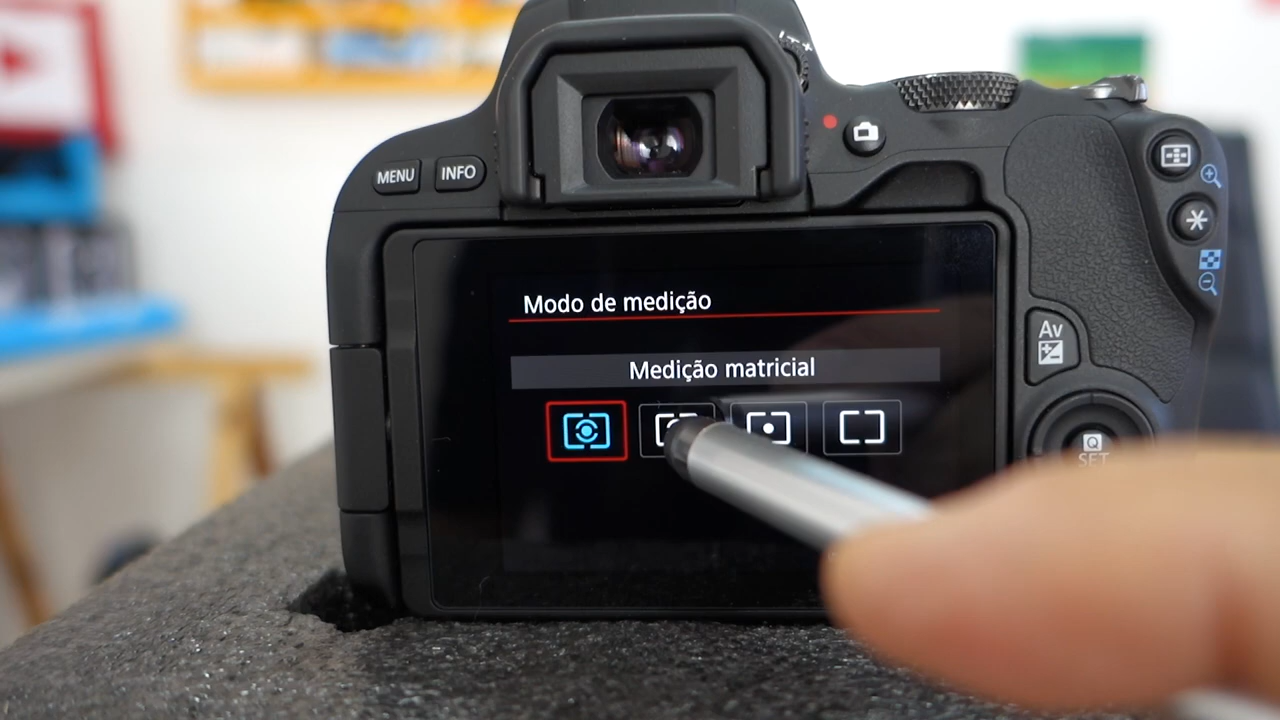 MENU
INFO
Modo de medição
Medição matricial
Av
Q
SET